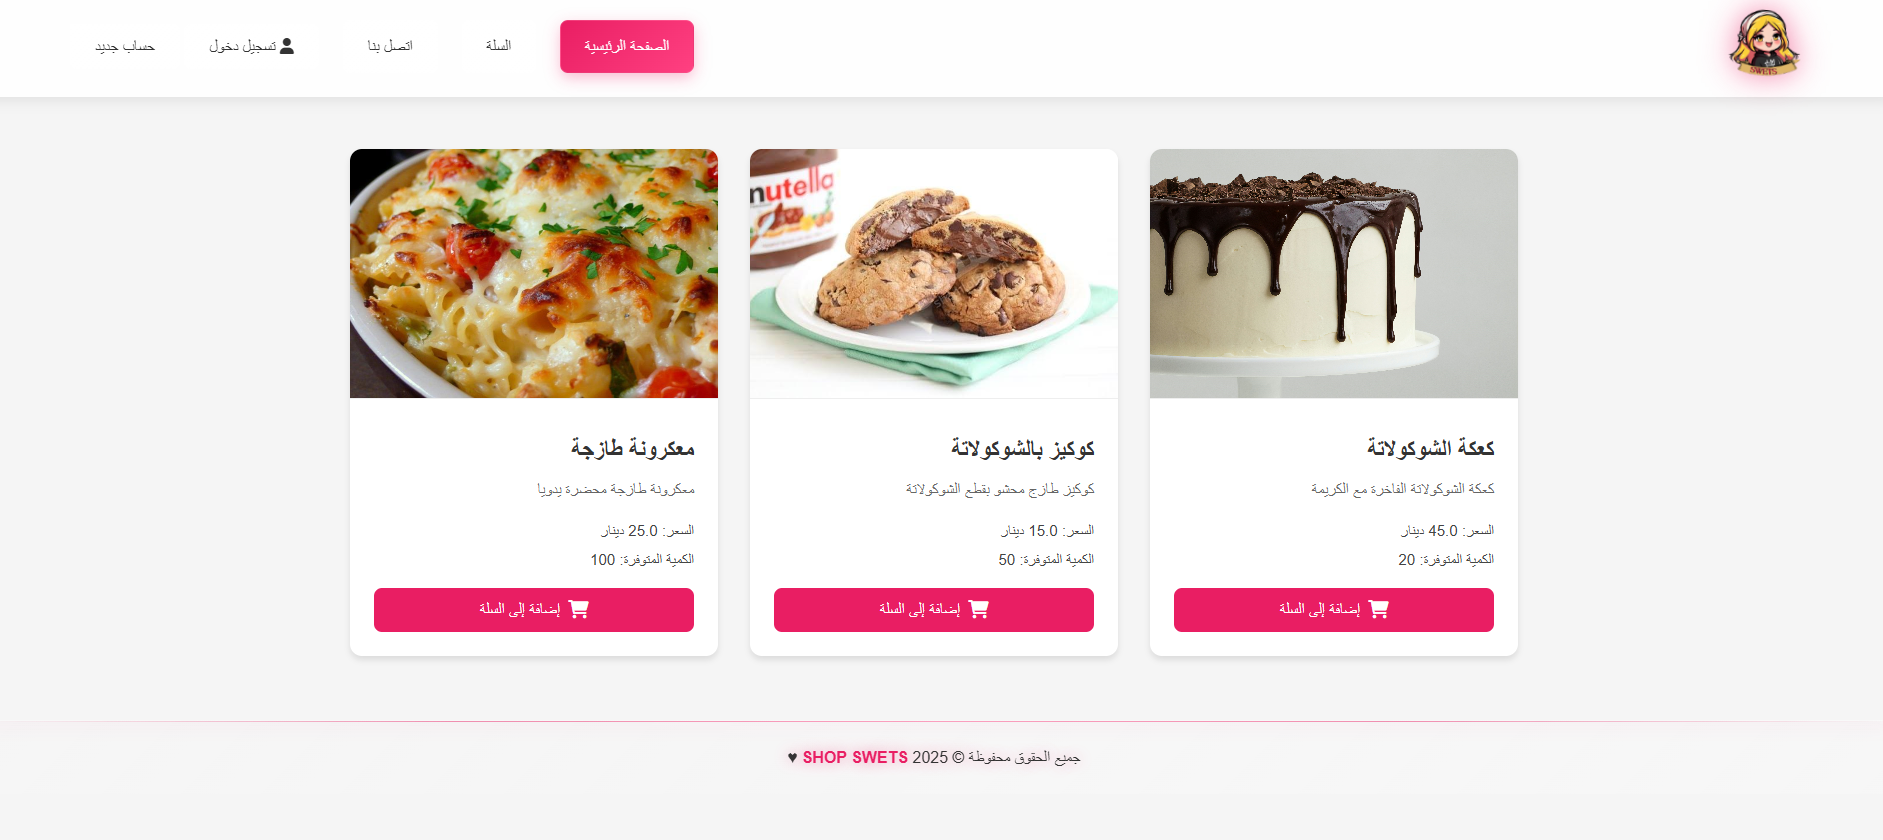 الصفحة الرئيسية
السلة
اتصل بنا
تسجيل دخول
حساب جديد
SWETS
كعكة الشوكولاتة
كعكة الشوكولاتة الفاخرة مع الكريمة
السعر: 45.0 دينار
الكمية المتوفرة: 20
إضافة إلى السلة
nutella
كوكيز بالشوكولاتة
كوكيز طازج محشو بقطع الشوكولاتة
السعر: 15.0 دينار
الكمية المتوفرة: 50
إضافة إلى السلة
معكرونة طازجة
معكرونة طازجة محضرة يدويا
السعر: 25.0 دينار
الكمية المتوفرة: 100
إضافة إلى السلة
جميع الحقوق محفوظة © 2025 SHOP SWETS ♥